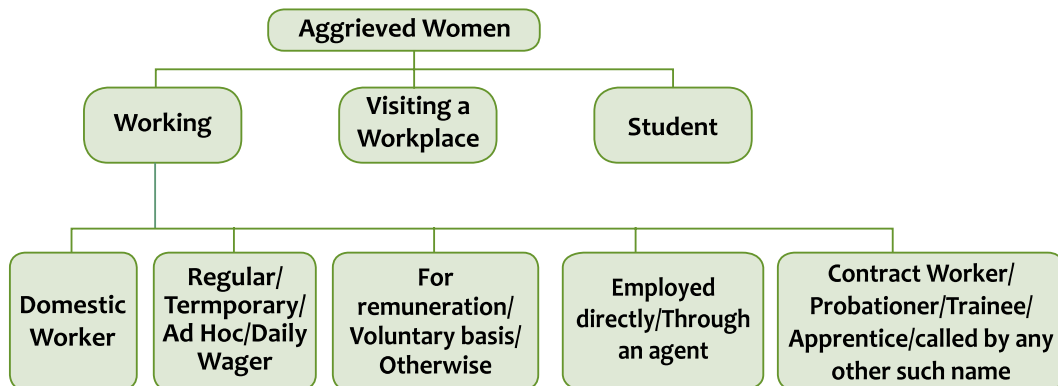 Aggrieved Women
Working
Visiting a
Workplace
Student
Domestic
Worker
Regular/
Termporary/
Ad Hoc/Daily
Wager
For
remuneration/
Voluntary basis/
Otherwise
Employed
directly/Through
an agent
Contract Worker/
Probationer/Trainee/
Apprentice/called by any
other such name